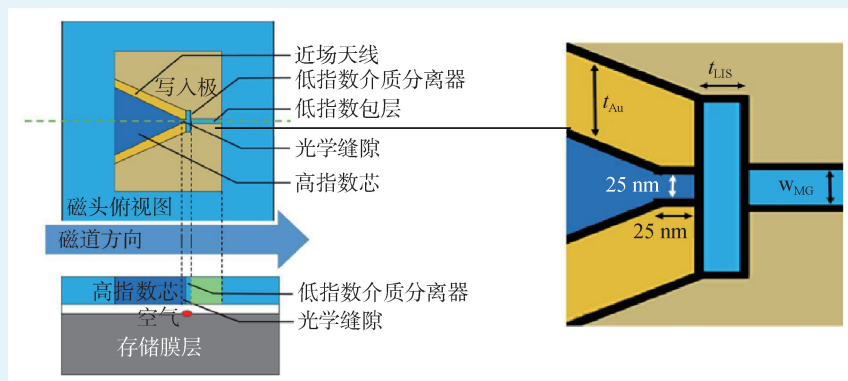 近场天线
写入极
低指数介质分离器
低指数包层
光学缝隙
高指数芯
磁头俯视图
磁道方向
高指数芯
低指数介质分离器
空气
光学缝隙
存储膜层
tLIS
tAu
25 nm
wMG
25 nm